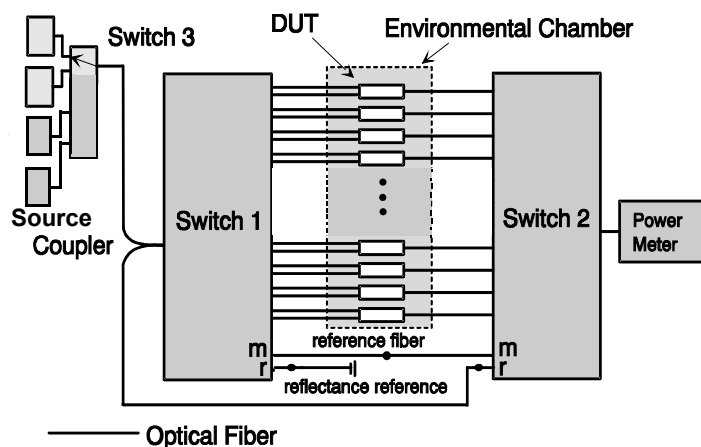 Switch 3
DUT
Environmental Chamber
Source
Coupler
Switch 1
Switch 2
Power
Meter
m
reference fiber
m
r
reflectance reference
r
Optical Fiber